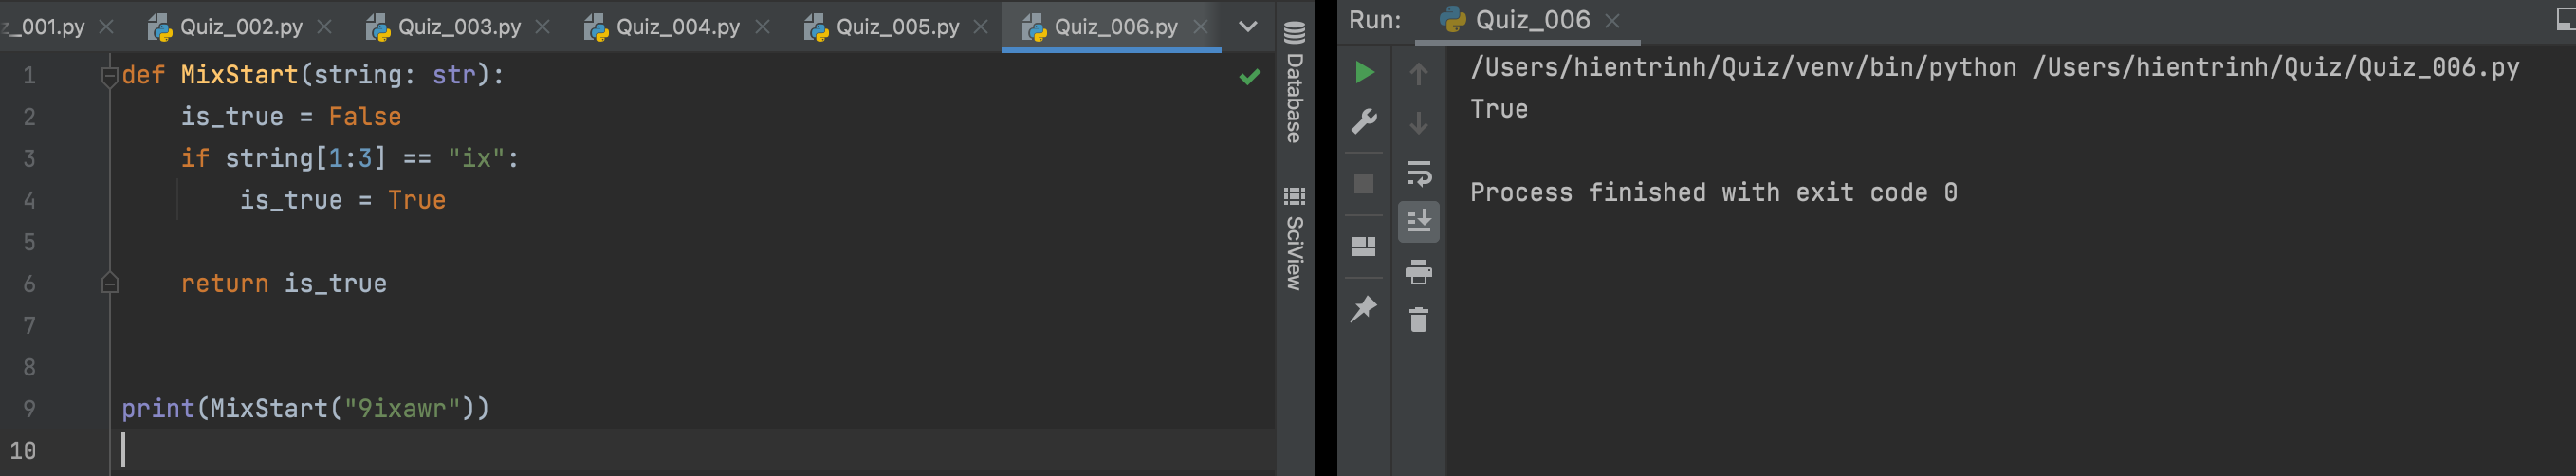 z_001.py Quiz_002.py Quiz_003.py Quiz_004.py Quiz_005.py Quiz_006.py
1 def MixStart(string: str):
2     is_true = False
3     if string[1:3] == "ix":
4         is_true = True
5
6     return is_true
7
8
9 print(MixStart("9ixawr"))
10
Database
SciView
Run: Quiz_006
/Users/hientrinh/Quiz/venv/bin/python /Users/hientrinh/Quiz/Quiz_006.py
True
Process finished with exit code 0